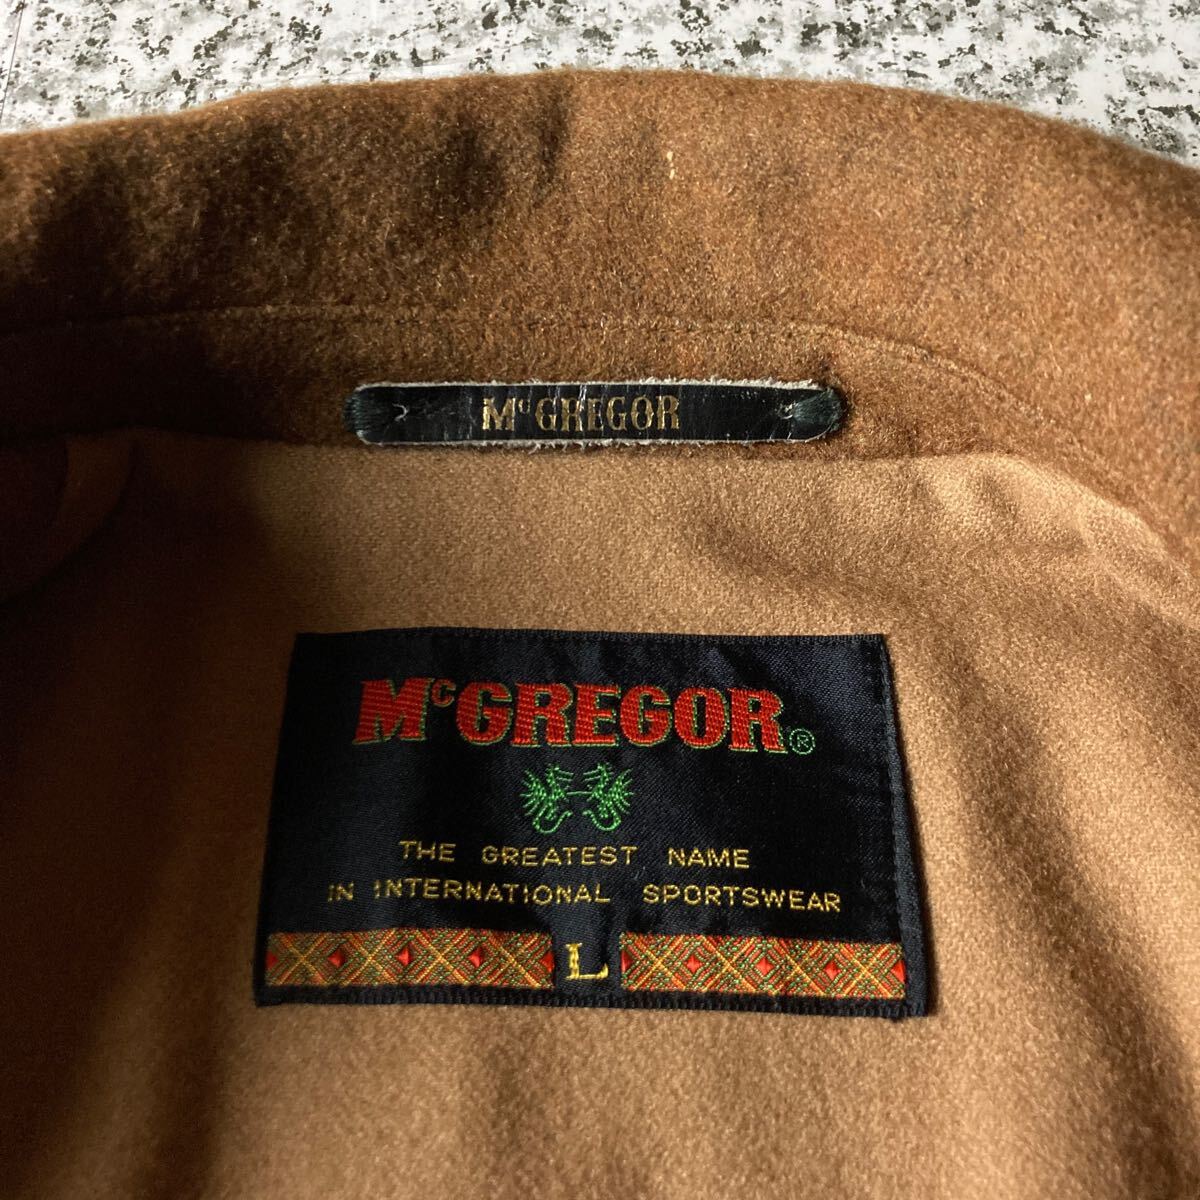 McGREGOR
McGREGOR®
THE GREATEST NAME
IN INTERNATIONAL SPORTSWEAR
L